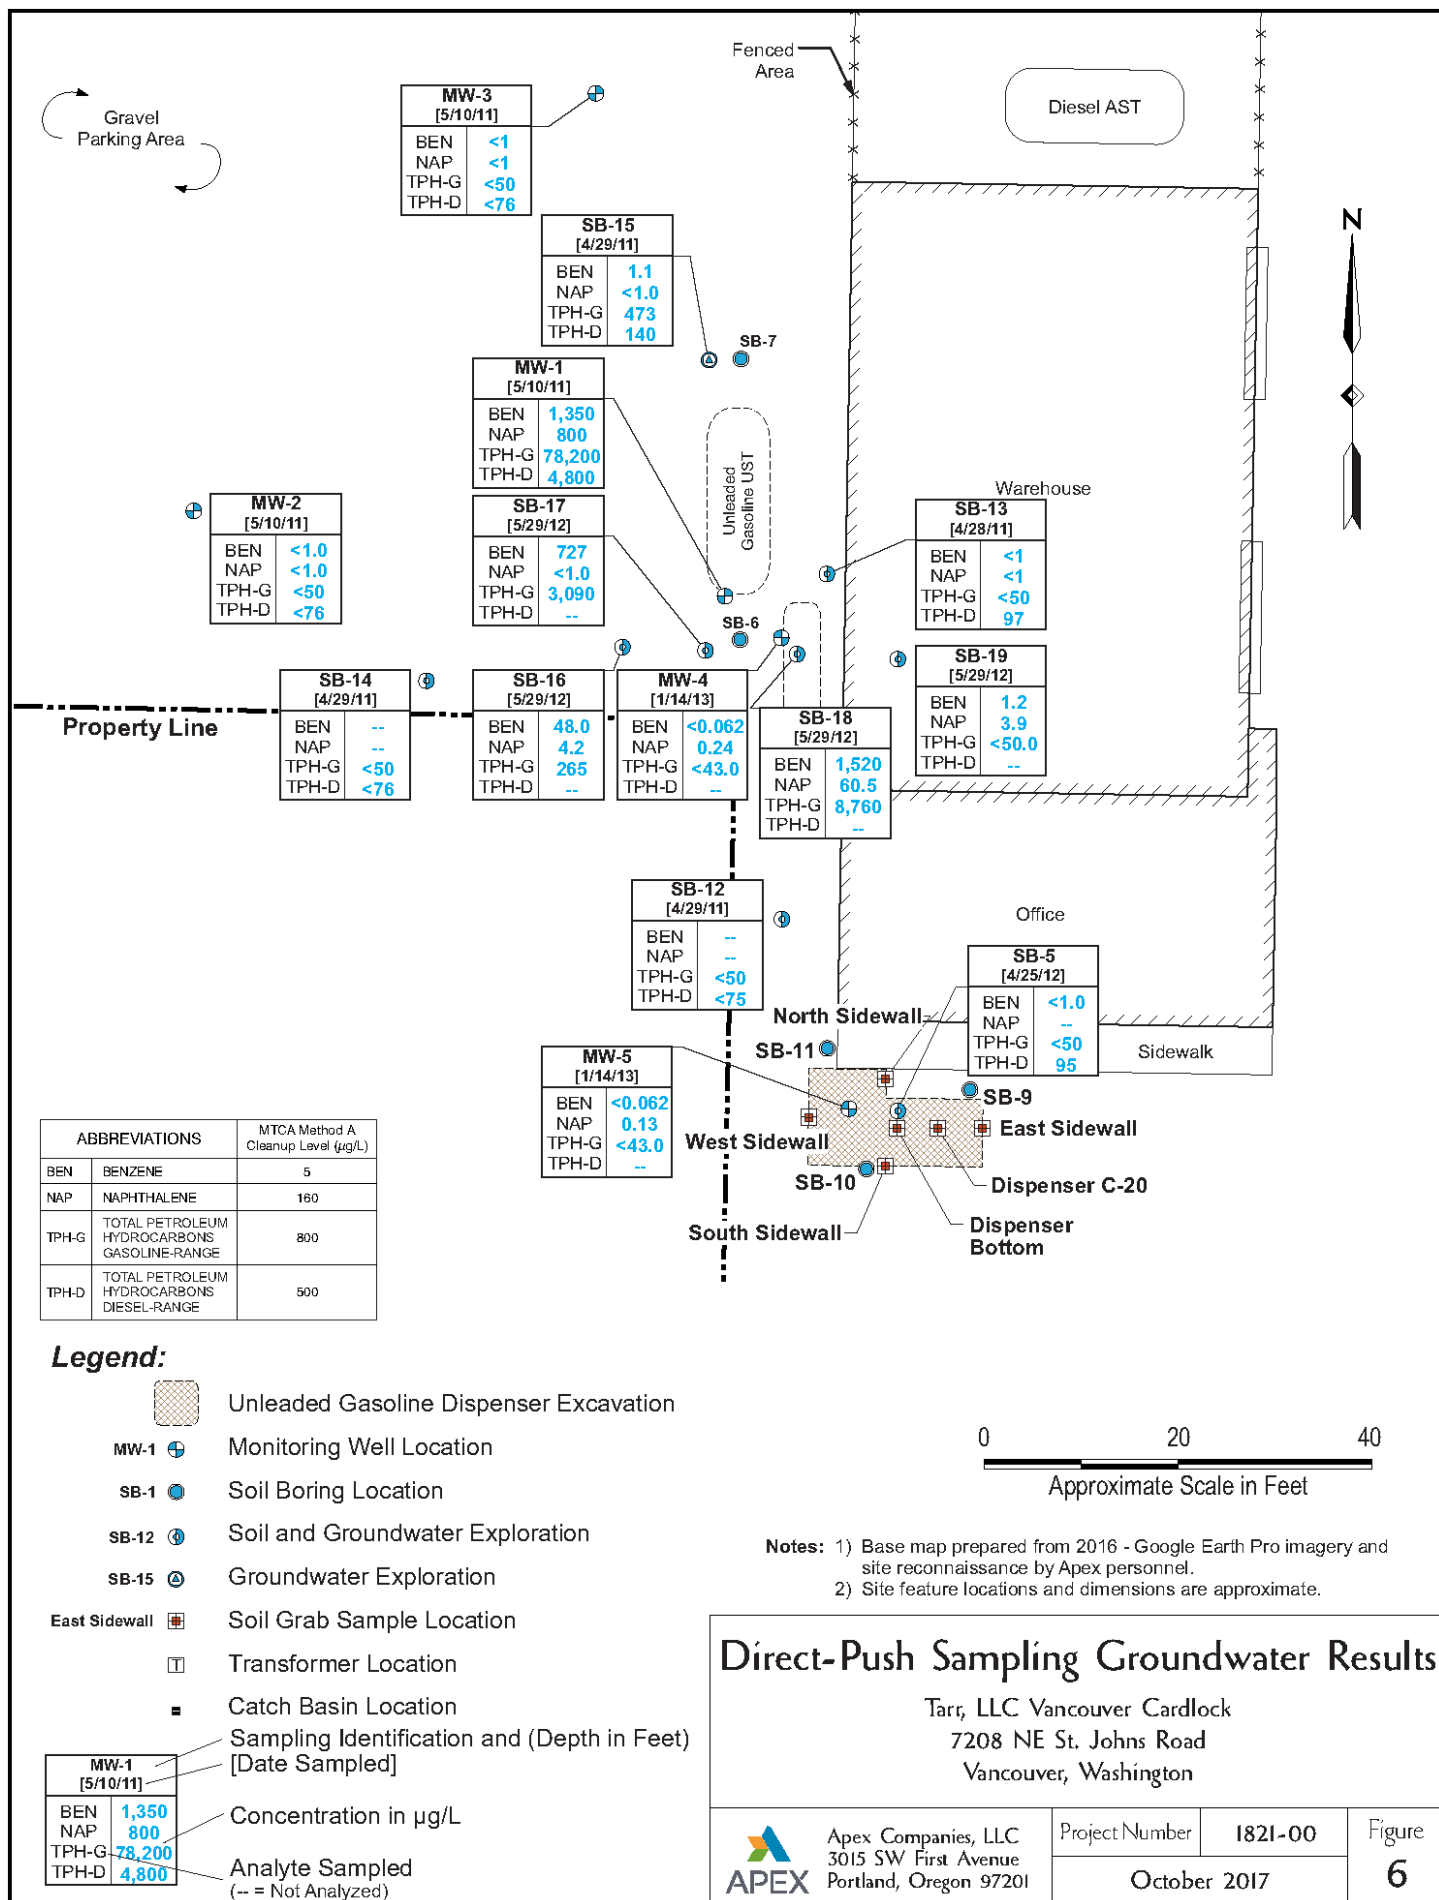 Fenced
Area
Diesel AST
Gravel
Parking Area
MW-3
[5/10/11]
BEN <1
NAP <1
TPH-G <50
TPH-D <76
SB-15
[4/29/11]
BEN 1.1
NAP <1.0
TPH-G 473
TPH-D 140
N
SB-7
MW-1
[5/10/11]
BEN 1,350
NAP 800
TPH-G 78,200
TPH-D 4,800
Unleaded
Gasoline UST
Warehouse
MW-2
[5/10/11]
BEN <1.0
NAP <1.0
TPH-G <50
TPH-D <76
SB-17
[5/29/12]
BEN 727
NAP <1.0
TPH-G 3,090
TPH-D --
SB-13
[4/28/11]
BEN <1
NAP <1
TPH-G <50
TPH-D 97
SB-6
SB-14
[4/29/11]
BEN --
NAP --
TPH-G <50
TPH-D <76
SB-16
[5/29/12]
BEN 48.0
NAP 4.2
TPH-G 265
TPH-D --
MW-4
[1/14/13]
BEN <0.062
NAP 0.24
TPH-G <43.0
TPH-D --
SB-19
[5/29/12]
BEN 1.2
NAP 3.9
TPH-G <50.0
TPH-D --
Property Line
SB-18
[5/29/12]
BEN 1,520
NAP 60.5
TPH-G 8,760
TPH-D --
SB-12
[4/29/11]
BEN --
NAP --
TPH-G <50
TPH-D <75
Office
SB-5
[4/25/12]
BEN <1.0
NAP --
TPH-G <50
TPH-D 95
North Sidewall
SB-11
Sidewalk
MW-5
[1/14/13]
BEN <0.062
NAP 0.13
TPH-G <43.0
TPH-D --
SB-9
West Sidewall
East Sidewall
SB-10
Dispenser C-20
South Sidewall
Dispenser
Bottom
ABBREVIATIONS
MTCA Method A
Cleanup Level (µg/L)
BEN BENZENE 5
NAP NAPHTHALENE 160
TPH-G TOTAL PETROLEUM
HYDROCARBONS 800
GASOLINE-RANGE
TPH-D TOTAL PETROLEUM
HYDROCARBONS 500
DIESEL-RANGE
Legend:
Unleaded Gasoline Dispenser Excavation
MW-1 Monitoring Well Location
SB-1 Soil Boring Location
SB-12 Soil and Groundwater Exploration
SB-15 Groundwater Exploration
East Sidewall Soil Grab Sample Location
T Transformer Location
Catch Basin Location
Sampling Identification and (Depth in Feet)
[Date Sampled]
MW-1
[5/10/11]
BEN 1,350
NAP 800
TPH-G 78,200
TPH-D 4,800
Concentration in µg/L
Analyte Sampled
(-- = Not Analyzed)
0 20 40
Approximate Scale in Feet
Notes: 1) Base map prepared from 2016 - Google Earth Pro imagery and
site reconnaissance by Apex personnel.
2) Site feature locations and dimensions are approximate.
Direct-Push Sampling Groundwater Results
Tarr, LLC Vancouver Cardlock
7208 NE St. Johns Road
Vancouver, Washington
APEX
Apex Companies, LLC
3015 SW First Avenue
Portland, Oregon 97201
Project Number 1821-00
October 2017
Figure
6